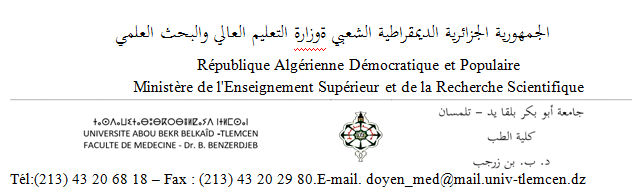 الجمهورية الجزائرية الديمقراطية الشعبي ةوزارة التعليم العالي والبحث العلمي
République Algérienne Démocratique et Populaire
Ministère de l'Enseignement Supérieur et de la Recherche Scientifique
UNIVERSITE ABOU BEKR BELKAÏD -TLEMCEN
FACULTE DE MEDECINE - Dr. B. BENZERDJEB
جامعة أبو بكر بلقا يد – تلمسان
كلية الطب
د. ب. بن زرجب
Tél:(213) 43 20 68 18 – Fax : (213) 43 20 29 80.E-mail. doyen_med@mail.univ-tlemcen.dz